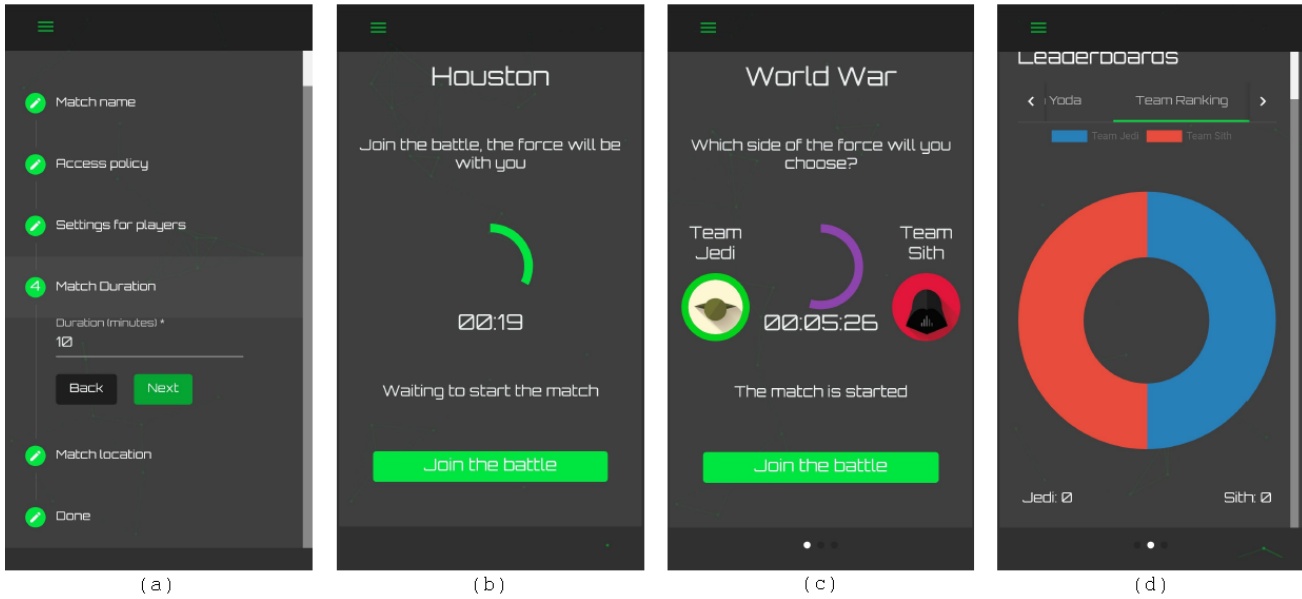 Match name
Access policy
Settings for players
4 Match Duration
Duration (minutes) *
10
Back Next
Match location
Done
(a)
Houston
Join the battle, the force will be
with you
00:19
Waiting to start the match
Join the battle
(b)
World War
Which side of the force will you
choose?
Team
Jedi
Team
Sith
00:05:26
The match is started
Join the battle
(c)
Leaderboards
Yoda Team Ranking
Team Jedi Team Sith
Jedi: 0 Sith: 0
(d)